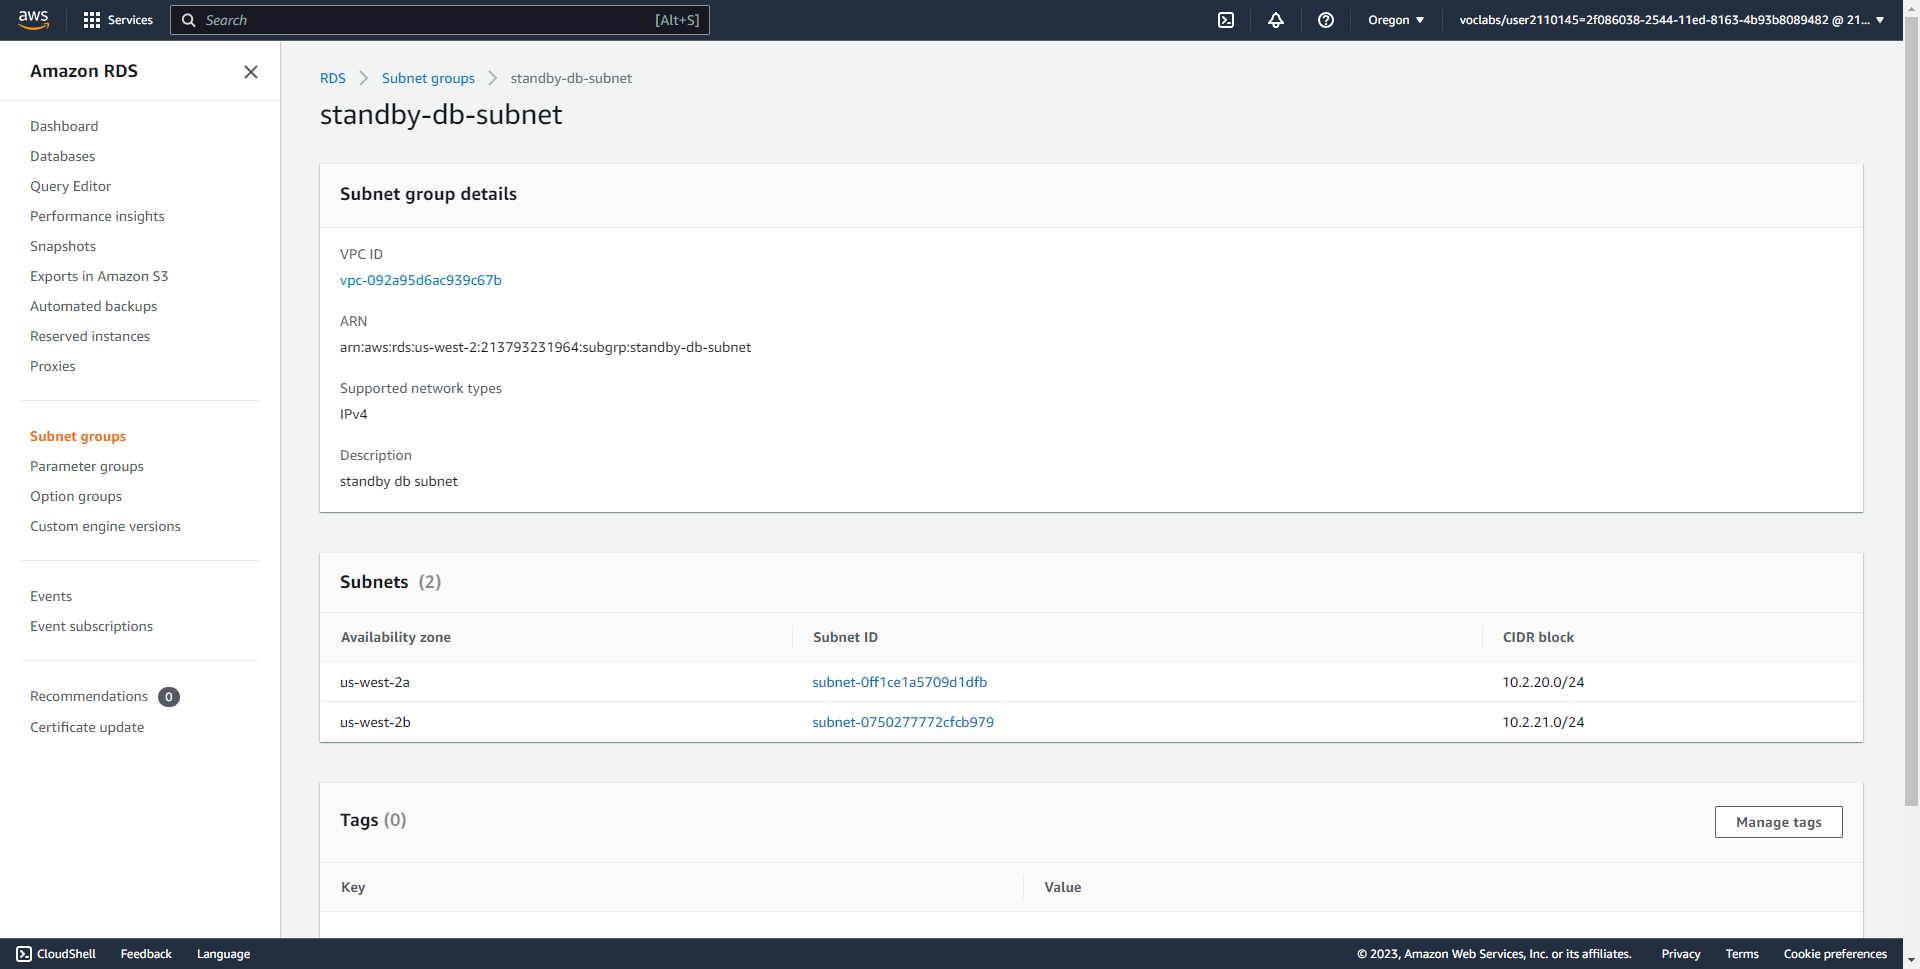 aws
Services
Search
[Alt+S]
Oregon
voclabs/user2110145=2f086038-2544-11ed-8163-4b93b8089482 @ 21...
Amazon RDS
Dashboard
Databases
Query Editor
Performance insights
Snapshots
Exports in Amazon S3
Automated backups
Reserved instances
Proxies
Subnet groups
Parameter groups
Option groups
Custom engine versions
Events
Event subscriptions
Recommendations 0
Certificate update
RDS > Subnet groups > standby-db-subnet
standby-db-subnet
Subnet group details
VPC ID
vpc-092a95d6ac939c67b
ARN
arn:aws:rds:us-west-2:213793231964:subgrp:standby-db-subnet
Supported network types
IPv4
Description
standby db subnet
Subnets (2)
Availability zone Subnet ID CIDR block
us-west-2a subnet-0ff1ce1a5709d1dfb 10.2.20.0/24
us-west-2b subnet-0750277772cfcb979 10.2.21.0/24
Tags (0)
Manage tags
Key Value
CloudShell Feedback Language
© 2023, Amazon Web Services, Inc. or its affiliates. Privacy Terms Cookie preferences